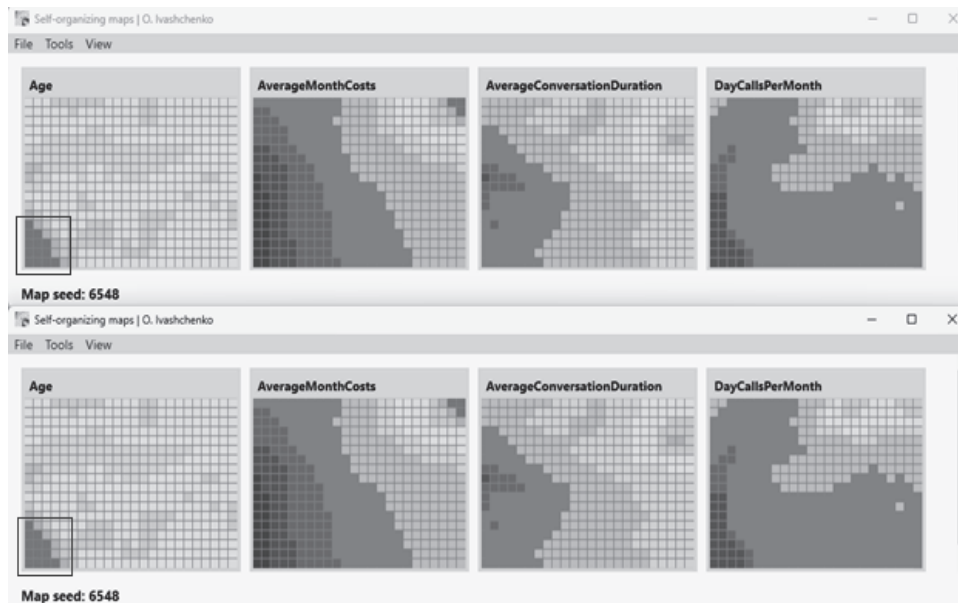 Self-organizing maps | O. Ivashchenko
File Tools View
Age AverageMonthCosts AverageConversationDuration DayCallsPerMonth
Map seed: 6548
Self-organizing maps | O. Ivashchenko
File Tools View
Age AverageMonthCosts AverageConversationDuration DayCallsPerMonth
Map seed: 6548